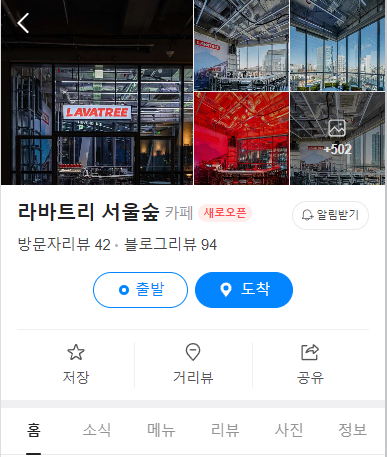 LAVATREE
LAVATREE
+502
라바트리 서울숲 카페 새로오픈
알림받기
방문자리뷰 42 · 블로그리뷰 94
출발 도착
저장 거리뷰 공유
홈 소식 메뉴 리뷰 사진 정보